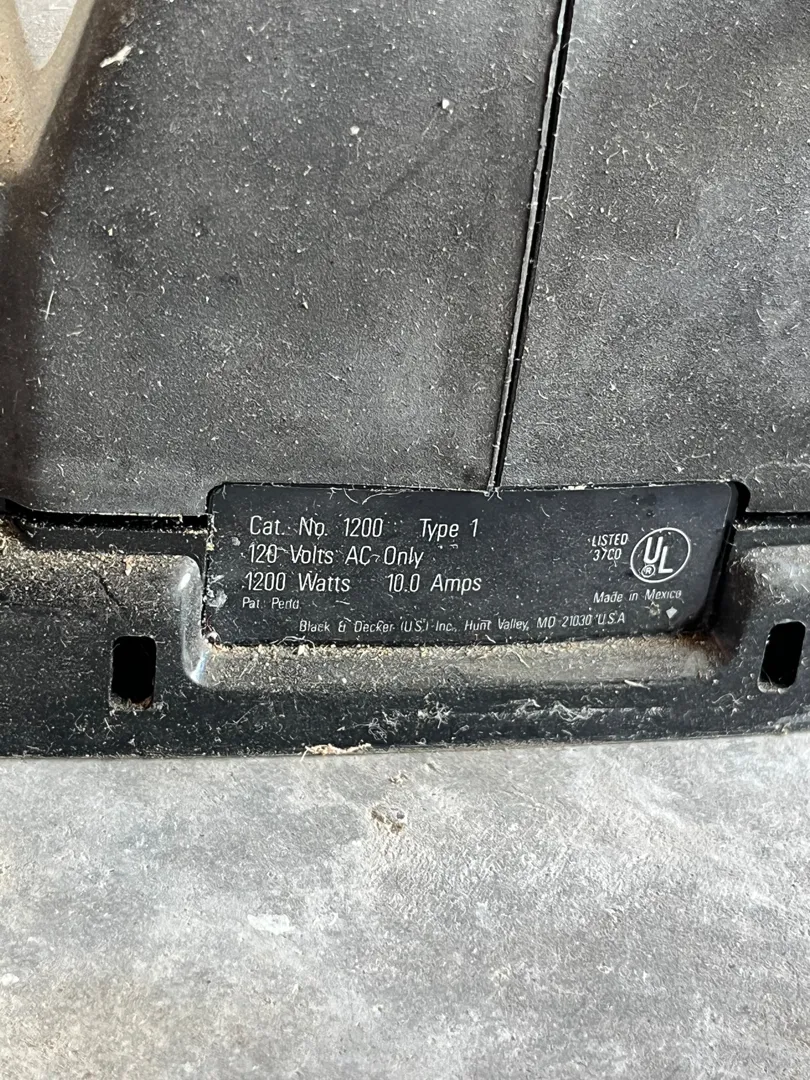 Cat. No. 1200 Type 1
120 Volts AC Only
1200 Watts 10.0 Amps
Pat. Pend.
LISTED
37C0
UL
®
Made in Mexico
Black & Decker (U.S.) Inc., Hunt Valley, MD 21030 U.S.A